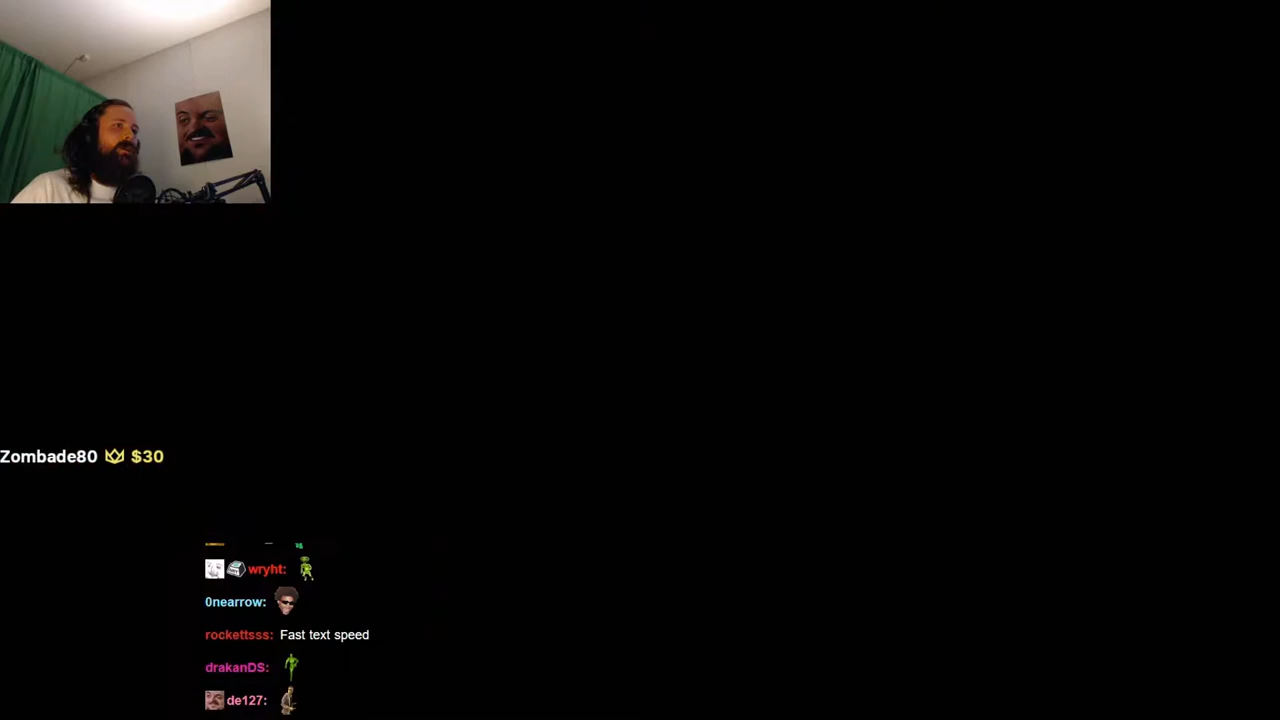 Zombade80 $30
wryht:
0nearrow:
rockettsss: Fast text speed
drakanDS:
de127: